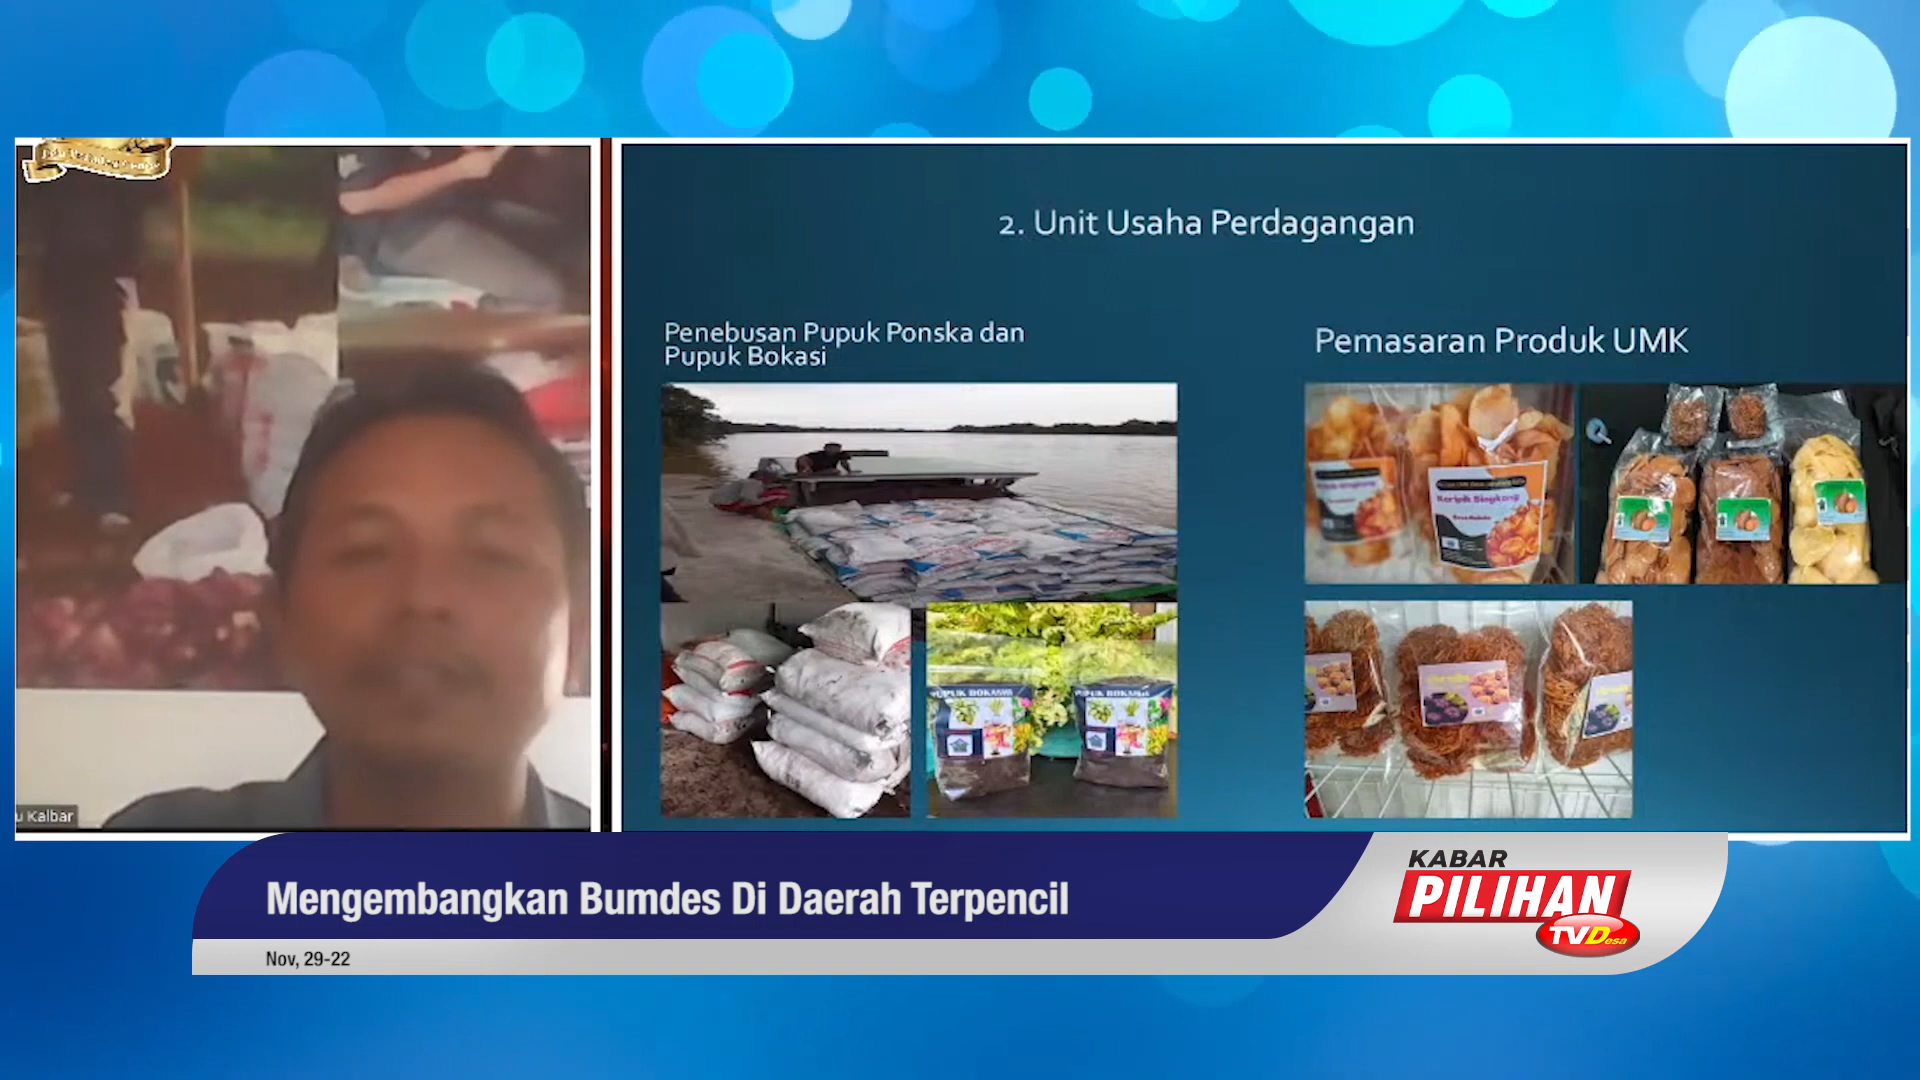 2. Unit Usaha Perdagangan
Penebusan Pupuk Ponska dan
Pupuk Bokasi
Pemasaran Produk UMK
Keripik Singkong
PUPUK BOKASHI
PUPUK BOKASHI
u Kalbar
Mengembangkan Bumdes Di Daerah Terpencil
Nov, 29-22
KABAR
PILIHAN
TVDesa